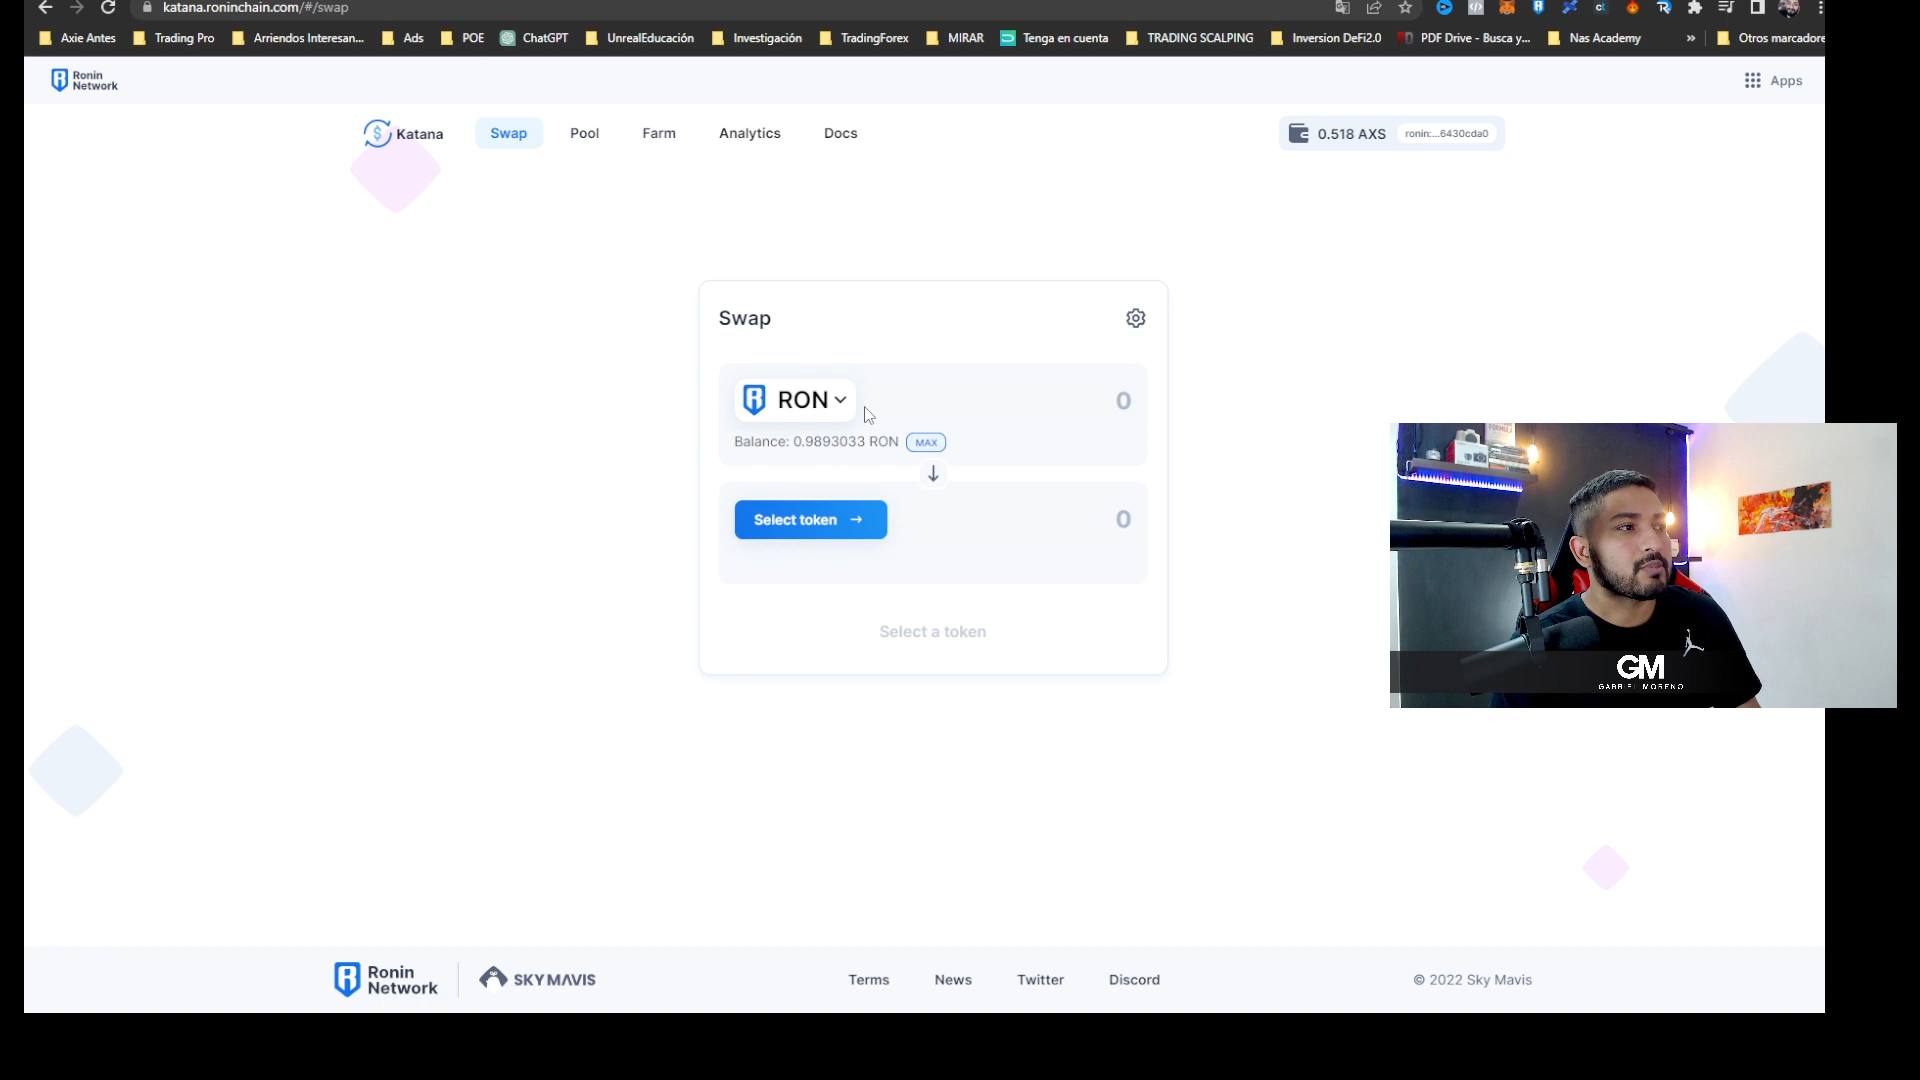 katana.roninchain.com/#/swap
Axie Antes
Trading Pro
Arriendos Interesan...
Ads
POE
ChatGPT
UnrealEducación
Investigación
TradingForex
MIRAR
Tenga en cuenta
TRADING SCALPING
Inversion DeFi2.0
PDF Drive - Busca y...
Nas Academy
»
Otros marcadore
Ronin
Network
Apps
Katana
Swap
Pool
Farm
Analytics
Docs
0.518 AXS
ronin:...6430cda0
Swap
RON
0
Balance: 0.9893033 RON
MAX
Select token →
0
Select a token
GM
GABRIEL MORENO
Ronin
Network
SKY MAVIS
Terms
News
Twitter
Discord
© 2022 Sky Mavis